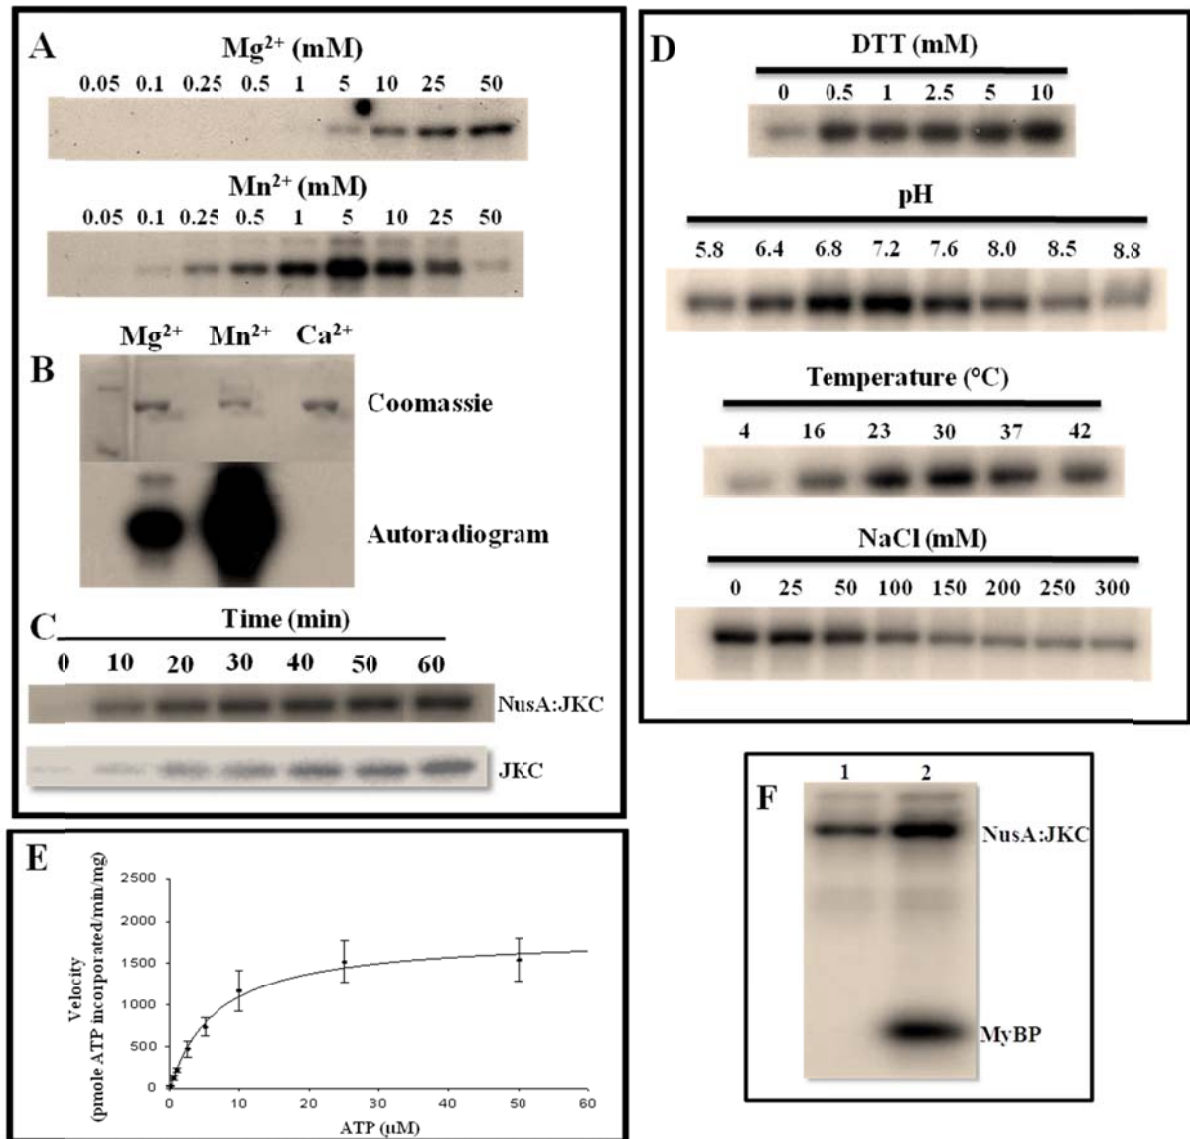 A
Mg²⁺ (mM)
0.05 0.1 0.25 0.5 1 5 10 25 50
Mn²⁺ (mM)
0.05 0.1 0.25 0.5 1 5 10 25 50
B
Mg²⁺ Mn²⁺ Ca²⁺
Coomassie
Autoradiogram
C
Time (min)
0 10 20 30 40 50 60
NusA:JKC
JKC
D
DTT (mM)
0 0.5 1 2.5 5 10
pH
5.8 6.4 6.8 7.2 7.6 8.0 8.5 8.8
Temperature (°C)
4 16 23 30 37 42
NaCl (mM)
0 25 50 100 150 200 250 300
E
Velocity
(pmole ATP incorporated/min/mg)
2500
2000
1500
1000
500
0
0 10 20 30 40 50 60
ATP (µM)
F
1 2
NusA:JKC
MyBP